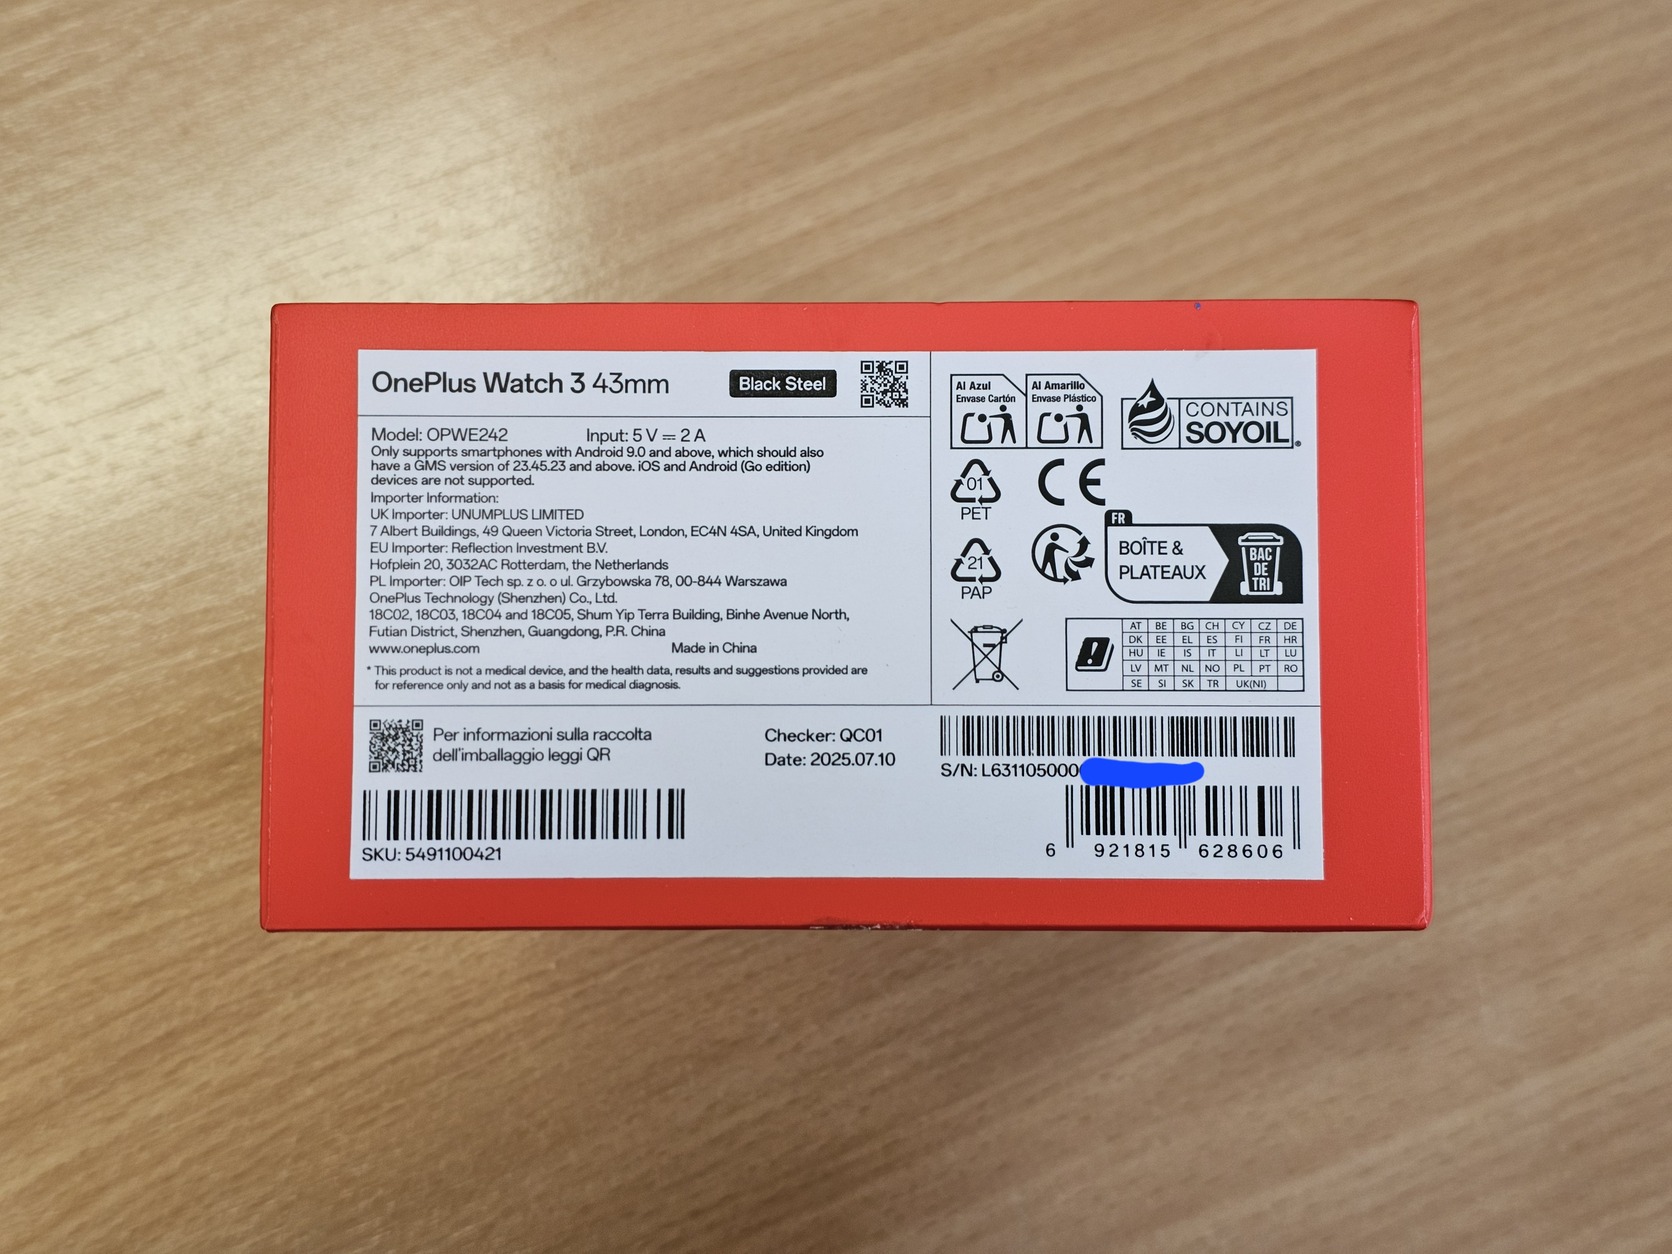 OnePlus Watch 3 43mm
Black Steel
Model: OPWE242 Input: 5 V ⎓ 2 A
Only supports smartphones with Android 9.0 and above, which should also
have a GMS version of 23.45.23 and above. iOS and Android (Go edition)
devices are not supported.
Importer Information:
UK Importer: UNUMPLUS LIMITED
7 Albert Buildings, 49 Queen Victoria Street, London, EC4N 4SA, United Kingdom
EU Importer: Reflection Investment B.V.
Hofplein 20, 3032AC Rotterdam, the Netherlands
PL Importer: OIP Tech sp. z o. o ul. Grzybowska 78, 00-844 Warszawa
OnePlus Technology (Shenzhen) Co., Ltd.
18C02, 18C03, 18C04 and 18C05, Shum Yip Terra Building, Binhe Avenue North,
Futian District, Shenzhen, Guangdong, P.R. China
www.oneplus.com Made in China
* This product is not a medical device, and the health data, results and suggestions provided are
for reference only and not as a basis for medical diagnosis.
Al Azul
Envase Cartón
Al Amarillo
Envase Plástico
CONTAINS
SOYOIL®
01
PET
CE
21
PAP
FR
BOÎTE &
PLATEAUX
BAC
DE
TRI
AT BE BG CH CY CZ DE
DK EE EL ES FI FR HR
HU IE IS IT LI LT LU
LV MT NL NO PL PT RO
SE SI SK TR UK(NI)
Per informazioni sulla raccolta
dell'imballaggio leggi QR
Checker: QC01
Date: 2025.07.10
S/N: L631105000
SKU: 5491100421
6 921815 628606